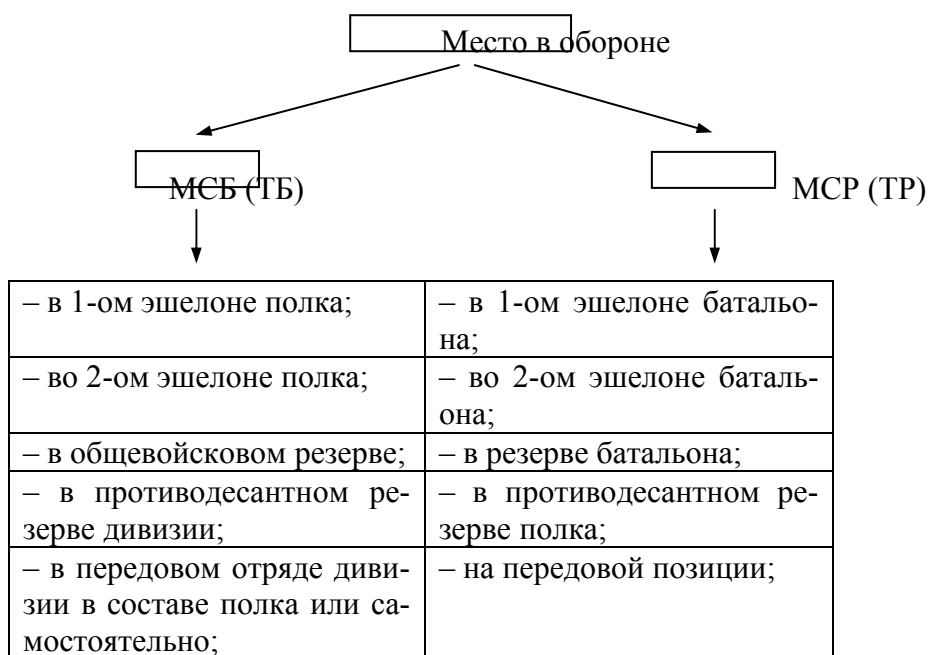 Место в обороне
МСБ (ТБ)
МСР (ТР)
– в 1-ом эшелоне полка;
– в 1-ом эшелоне батальо-
на;
– во 2-ом эшелоне полка;
– во 2-ом эшелоне баталь-
она;
– в общевойсковом резерве;
– в резерве батальона;
– в противодесантном ре-
зерве дивизии;
– в противодесантном ре-
зерве полка;
– в передовом отряде диви-
зии в составе полка или са-
мостоятельно;
– на передовой позиции;